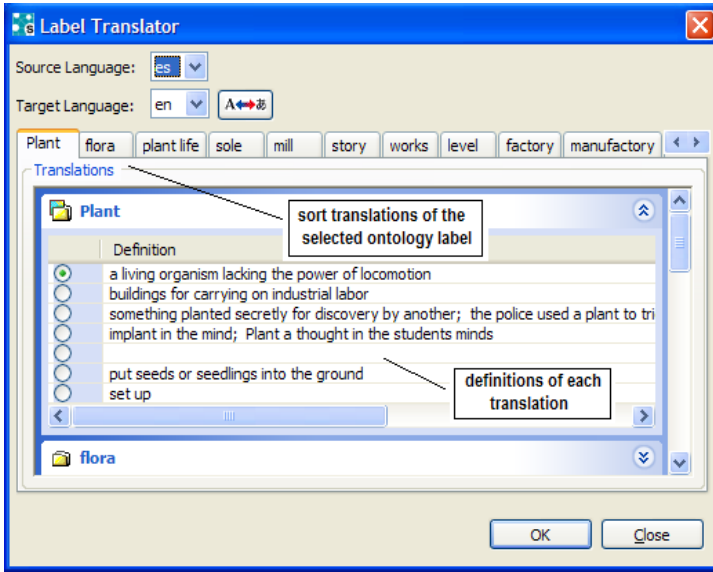 Label Translator
Source Language: es
Target Language: en A あ
Plant flora plant life sole mill story works level factory manufactory
Translations
Plant
sort translations of the
selected ontology label
Definition
a living organism lacking the power of locomotion
buildings for carrying on industrial labor
something planted secretly for discovery by another; the police used a plant to tri
implant in the mind; Plant a thought in the students minds
put seeds or seedlings into the ground
set up
definitions of each
translation
flora
OK Close